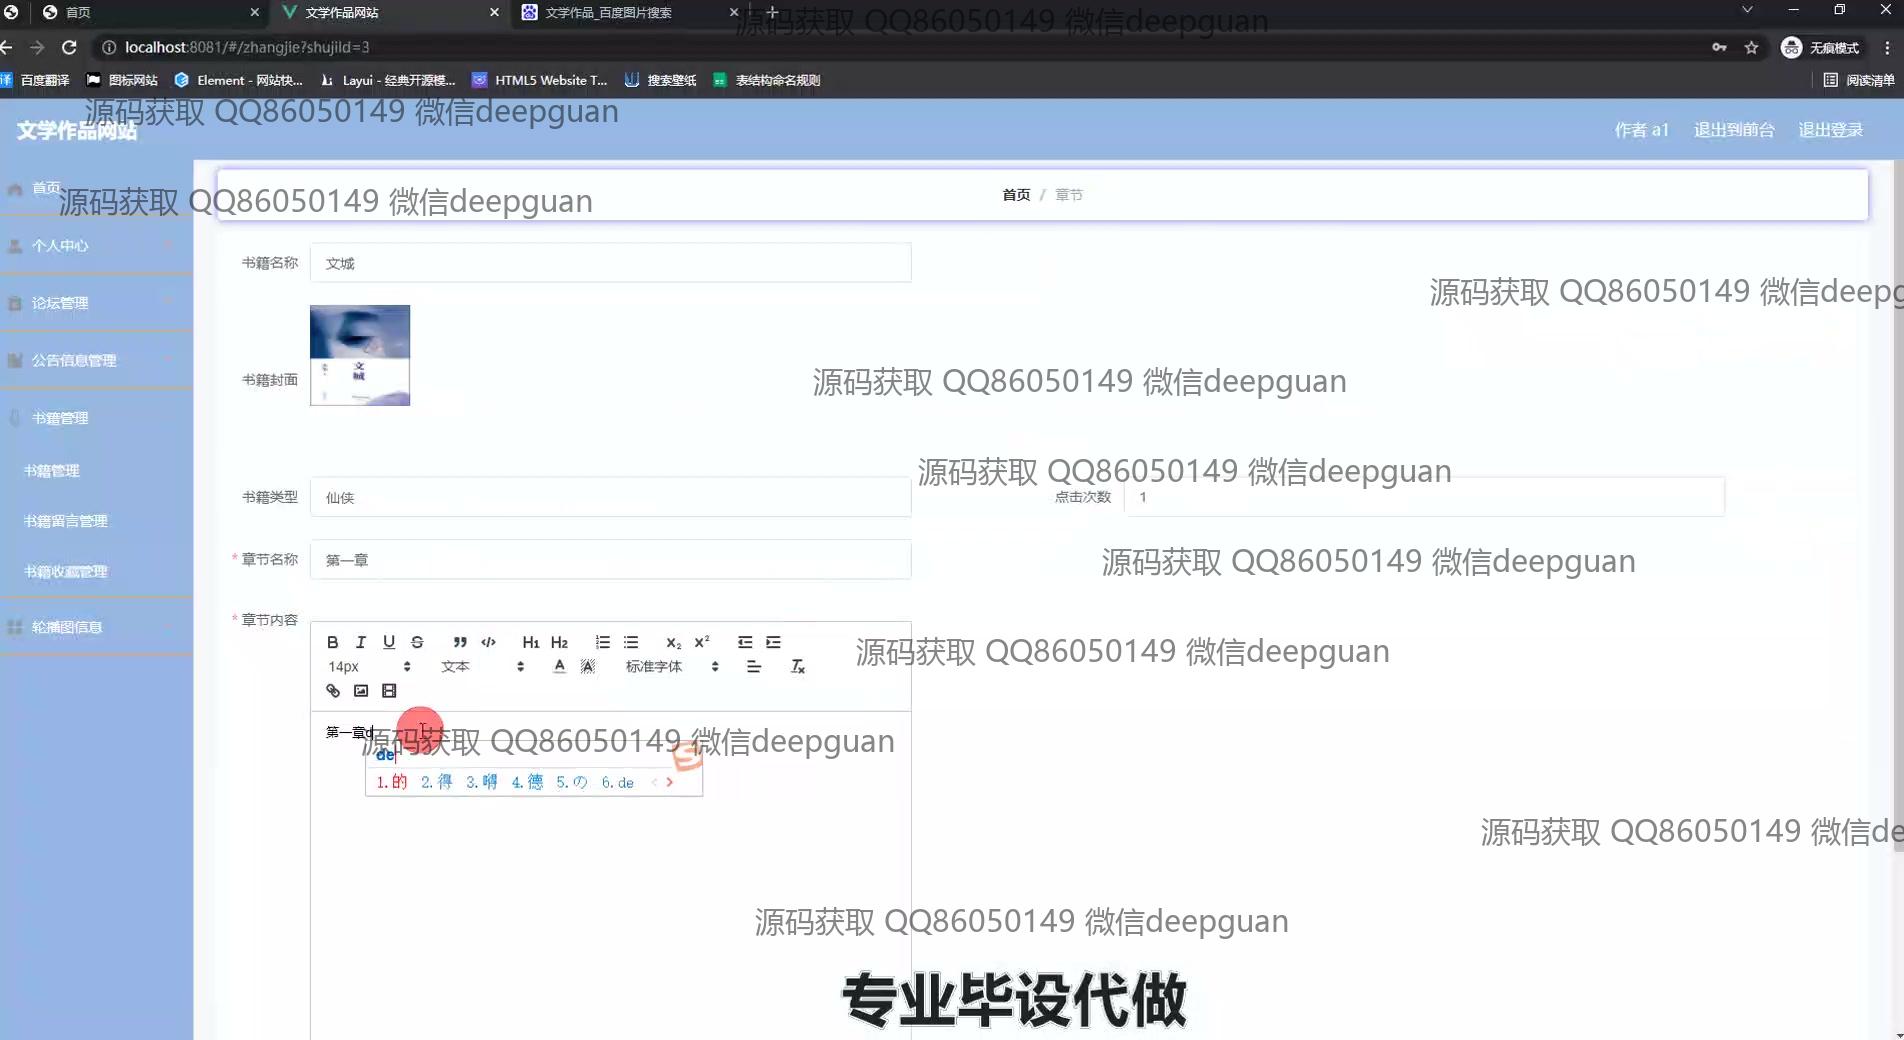 首页
文学作品网站
文学作品_百度图片搜索
源码获取 QQ86050149 微信deepguan
localhost:8081/#/zhangjie?shujiId=3
无痕模式
译 百度翻译
图标网站
Element - 网站快...
Layui - 经典开源模...
HTML5 Website T...
搜索壁纸
表结构命名规则
阅读清单
源码获取 QQ86050149 微信deepguan
文学作品网站
作者 a1
退出到前台
退出登录
首页
源码获取 QQ86050149 微信deepguan
首页 / 章节
个人中心
书籍名称
文城
论坛管理
源码获取 QQ86050149 微信deepg
公告信息管理
书籍封面
文城
源码获取 QQ86050149 微信deepguan
书籍管理
书籍管理
源码获取 QQ86050149 微信deepguan
书籍类型
仙侠
点击次数
1
书籍留言管理
* 章节名称
第一章
源码获取 QQ86050149 微信deepguan
书籍收藏管理
* 章节内容
轮播图信息
B I U S ” </> H1 H2 X2 X2
源码获取 QQ86050149 微信deepguan
14px 文本 A A 标准字体 Tx
第一章d
源码获取 QQ86050149 微信deepguan
de
1.的 2.得 3.嘚 4.德 5.の 6.de
源码获取 QQ86050149 微信de
源码获取 QQ86050149 微信deepguan
专业毕设代做